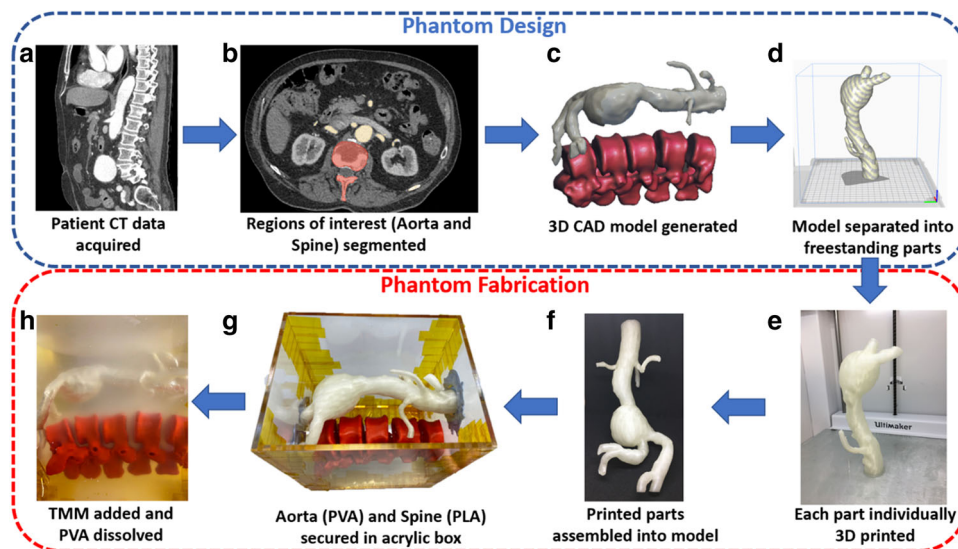 Phantom Design
a
b
c
d
Patient CT data
acquired
Regions of interest (Aorta and
Spine) segmented
3D CAD model generated
Model separated into
freestanding parts
Phantom Fabrication
h
g
f
e
Ultimaker
TMM added and
PVA dissolved
Aorta (PVA) and Spine (PLA)
secured in acrylic box
Printed parts
assembled into model
Each part individually
3D printed